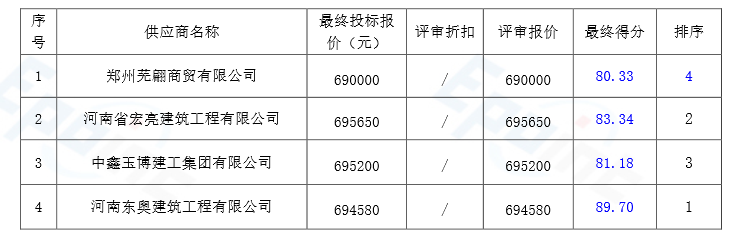 序号 供应商名称 最终投标报价（元） 评审折扣 评审报价 最终得分 排序
1 郑州芜翩商贸有限公司 690000 / 690000 80.33 4
2 河南省宏亮建筑工程有限公司 695650 / 695650 83.34 2
3 中鑫玉博建工集团有限公司 695200 / 695200 81.18 3
4 河南东奥建筑工程有限公司 694580 / 694580 89.70 1